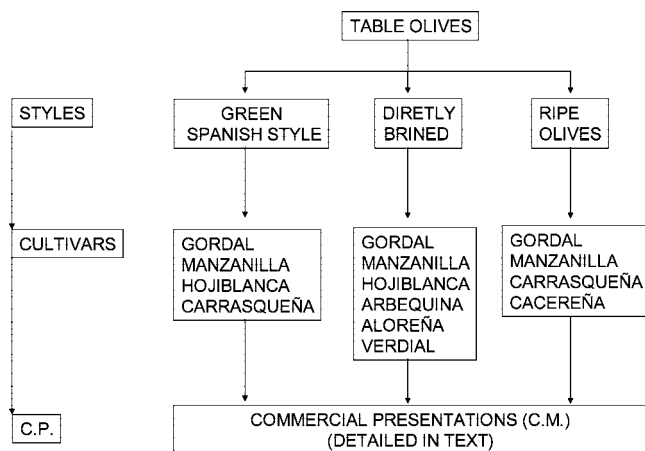 TABLE OLIVES
STYLES
GREEN
SPANISH STYLE
DIRETLY
BRINED
RIPE
OLIVES
CULTIVARS
GORDAL
MANZANILLA
HOJIBLANCA
CARRASQUEÑA
GORDAL
MANZANILLA
HOJIBLANCA
ARBEQUINA
ALOREÑA
VERDIAL
GORDAL
MANZANILLA
CARRASQUEÑA
CACEREÑA
C.P.
COMMERCIAL PRESENTATIONS (C.M.)
(DETAILED IN TEXT)